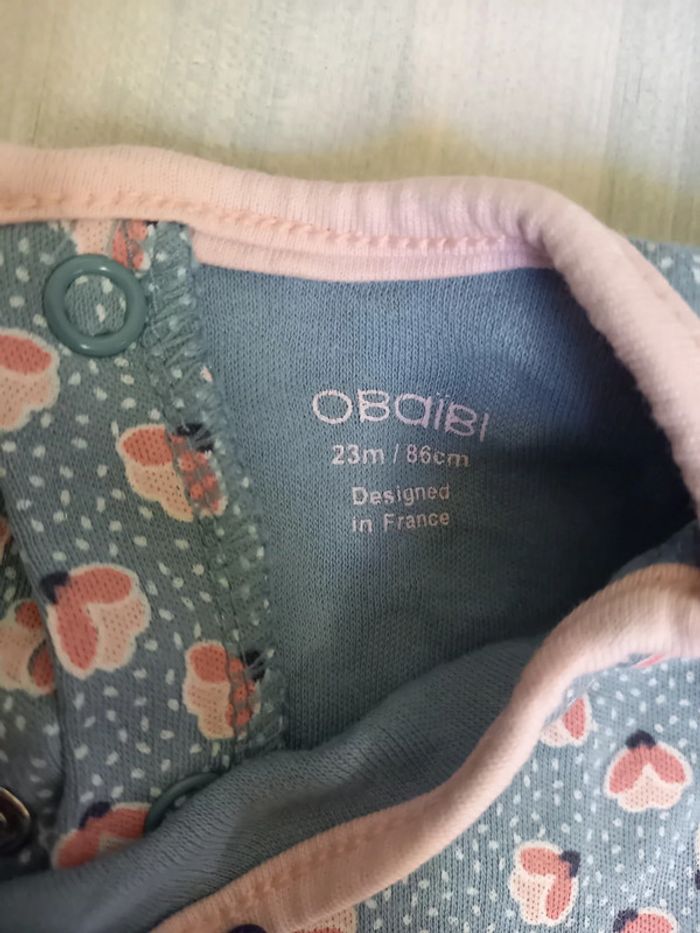 OBAÏBI
23m / 86cm
Designed
in France